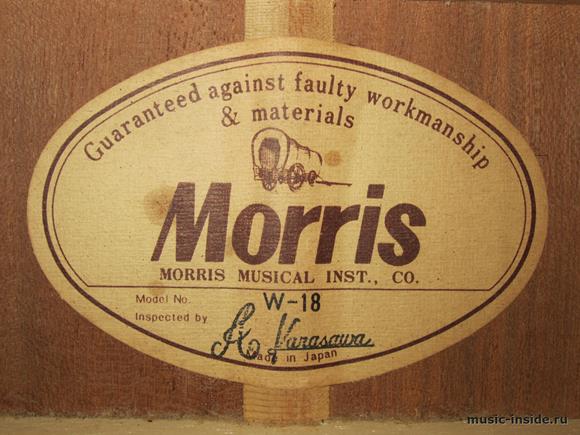 Guaranteed against faulty workmanship
& materials
Morris
MORRIS MUSICAL INST., CO.
Model No. W-18
Inspected by
Made in Japan
music-inside.ru